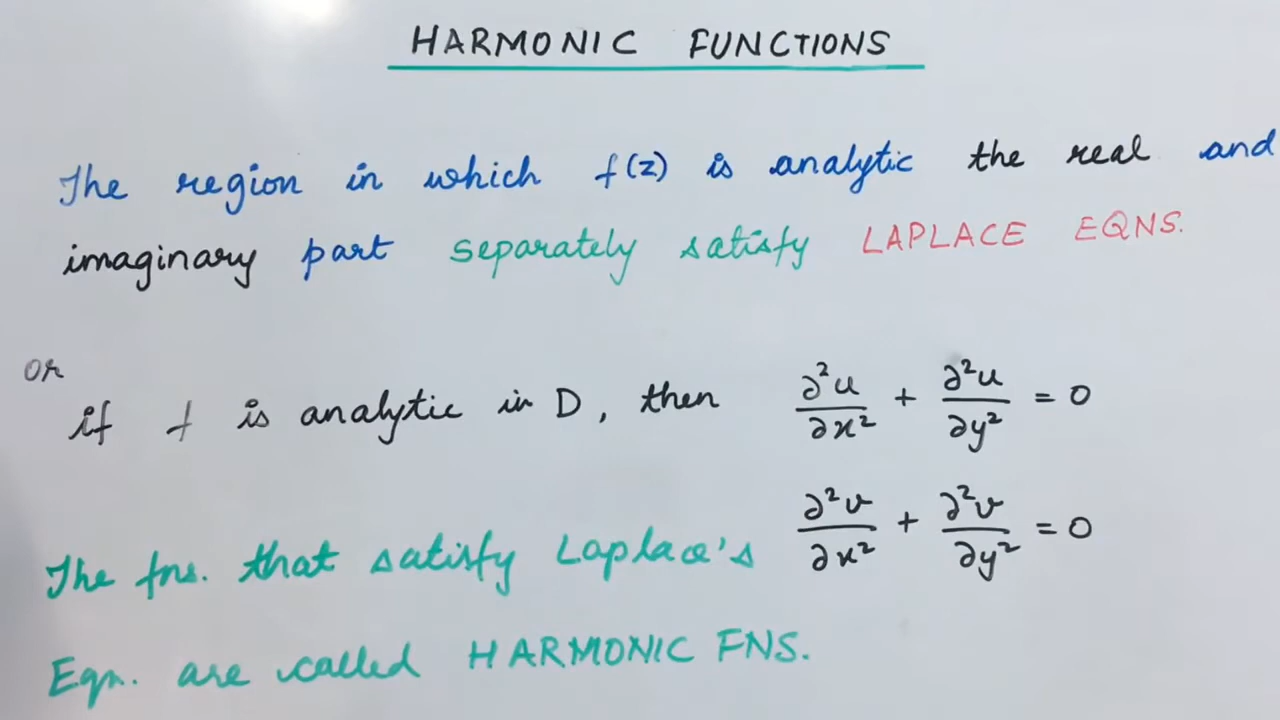 HARMONIC FUNCTIONS
The region in which f(z) is analytic the real and
imaginary part separately satisfy LAPLACE EQNS.
or
if f is analytic in D, then ∂²u/∂x² + ∂²u/∂y² = 0
∂²v/∂x² + ∂²v/∂y² = 0
The fns. that satisfy Laplace's
Eqn. are called HARMONIC FNS.